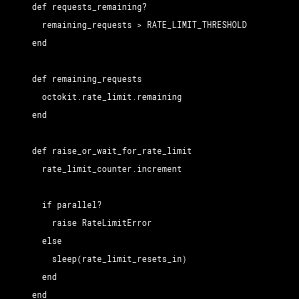 def requests_remaining?
  remaining_requests > RATE_LIMIT_THRESHOLD
end

def remaining_requests
  octokit.rate_limit.remaining
end

def raise_or_wait_for_rate_limit
  rate_limit_counter.increment

  if parallel?
    raise RateLimitError
  else
    sleep(rate_limit_resets_in)
  end
end